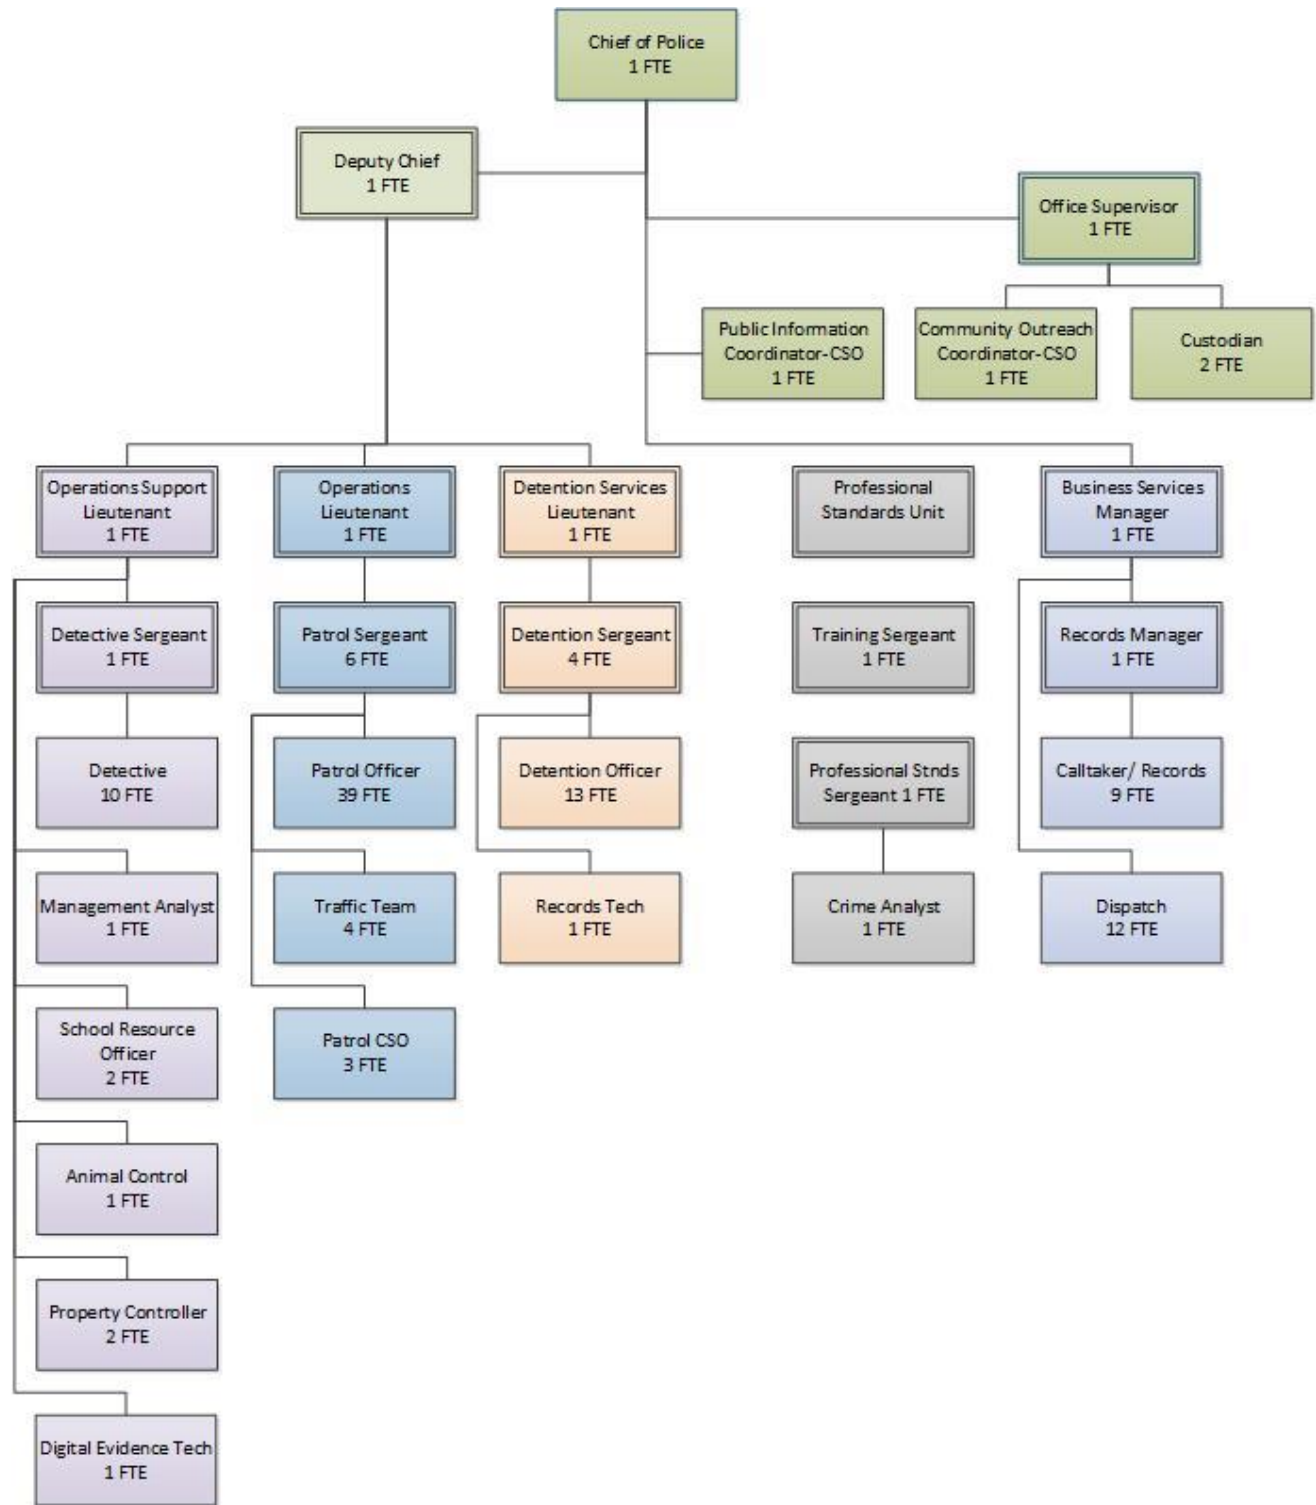 Chief of Police
1 FTE
Deputy Chief
1 FTE
Office Supervisor
1 FTE
Public Information
Coordinator-CSO
1 FTE
Community Outreach
Coordinator-CSO
1 FTE
Custodian
2 FTE
Operations Support
Lieutenant
1 FTE
Operations
Lieutenant
1 FTE
Detention Services
Lieutenant
1 FTE
Professional
Standards Unit
Business Services
Manager
1 FTE
Detective Sergeant
1 FTE
Patrol Sergeant
6 FTE
Detention Sergeant
4 FTE
Training Sergeant
1 FTE
Records Manager
1 FTE
Detective
10 FTE
Patrol Officer
39 FTE
Detention Officer
13 FTE
Professional Stnds
Sergeant 1 FTE
Calltaker/ Records
9 FTE
Management Analyst
1 FTE
Traffic Team
4 FTE
Records Tech
1 FTE
Crime Analyst
1 FTE
Dispatch
12 FTE
School Resource
Officer
2 FTE
Patrol CSO
3 FTE
Animal Control
1 FTE
Property Controller
2 FTE
Digital Evidence Tech
1 FTE